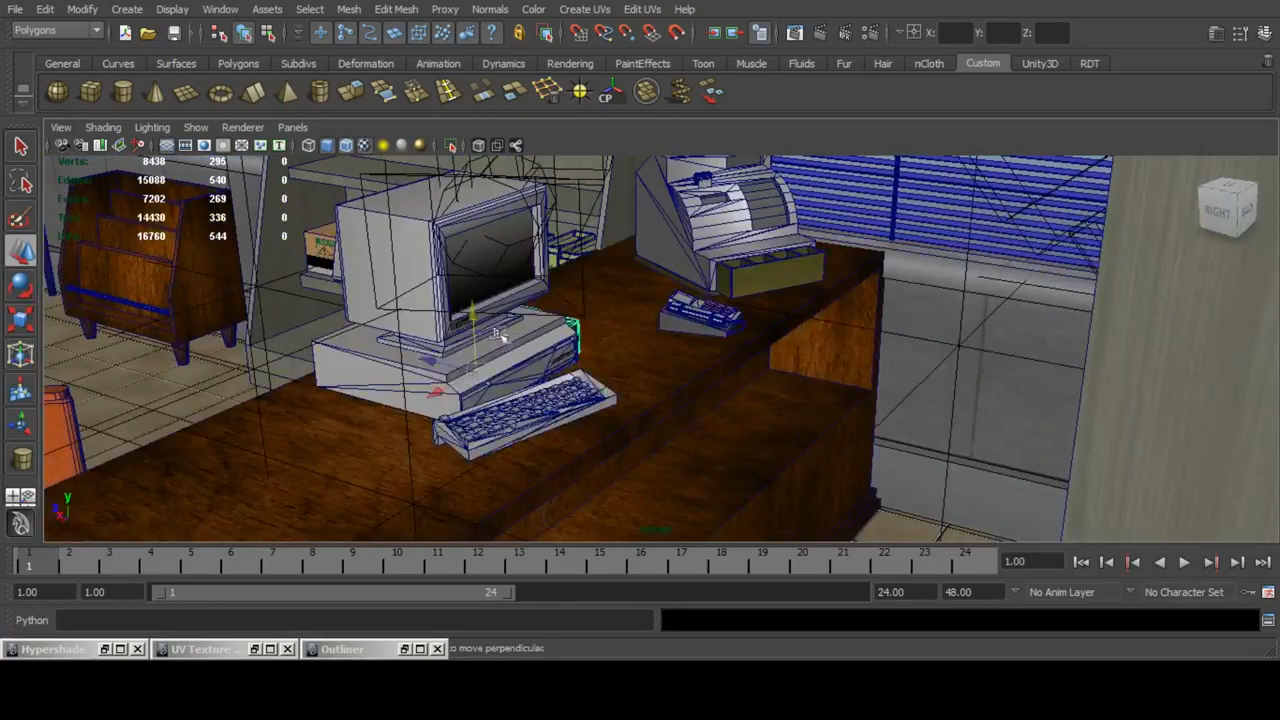 File Edit Modify Create Display Window Assets Select Mesh Edit Mesh Proxy Normals Color Create UVs Edit UVs Help
Polygons X: Y: Z:
General Curves Surfaces Polygons Subdivs Deformation Animation Dynamics Rendering PaintEffects Toon Muscle Fluids Fur Hair nCloth Custom Unity3D RDT
CP
View Shading Lighting Show Renderer Panels
Verts: 8438 295 0
15088 540 0
7202 269 0
14430 336 0
16760 544 0
RIGHT
y
x
1 2 3 4 5 6 7 8 9 10 11 12 13 14 15 16 17 18 19 20 21 22 23 24
1 1.00
1.00 1.00 1 24 24.00 48.00 No Anim Layer No Character Set
Python
Hypershade UV Texture Outliner to move perpendicular